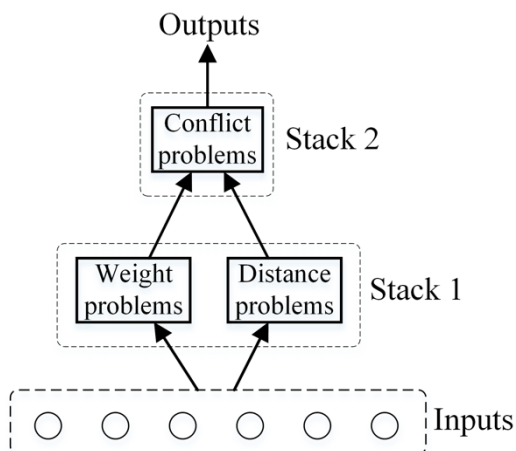 Outputs
Conflict
problems
Stack 2
Weight
problems
Distance
problems
Stack 1
Inputs